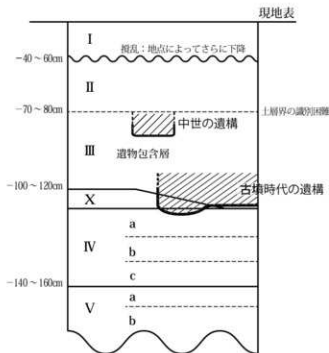 現地表
I
撹乱：地点によってさらに下降
-40～60cm
II
-70～80cm
土層界の識別困難
中世の遺構
III
遺物包含層
-100～120cm
古墳時代の遺構
X
a
IV
b
c
-140～160cm
a
V
b